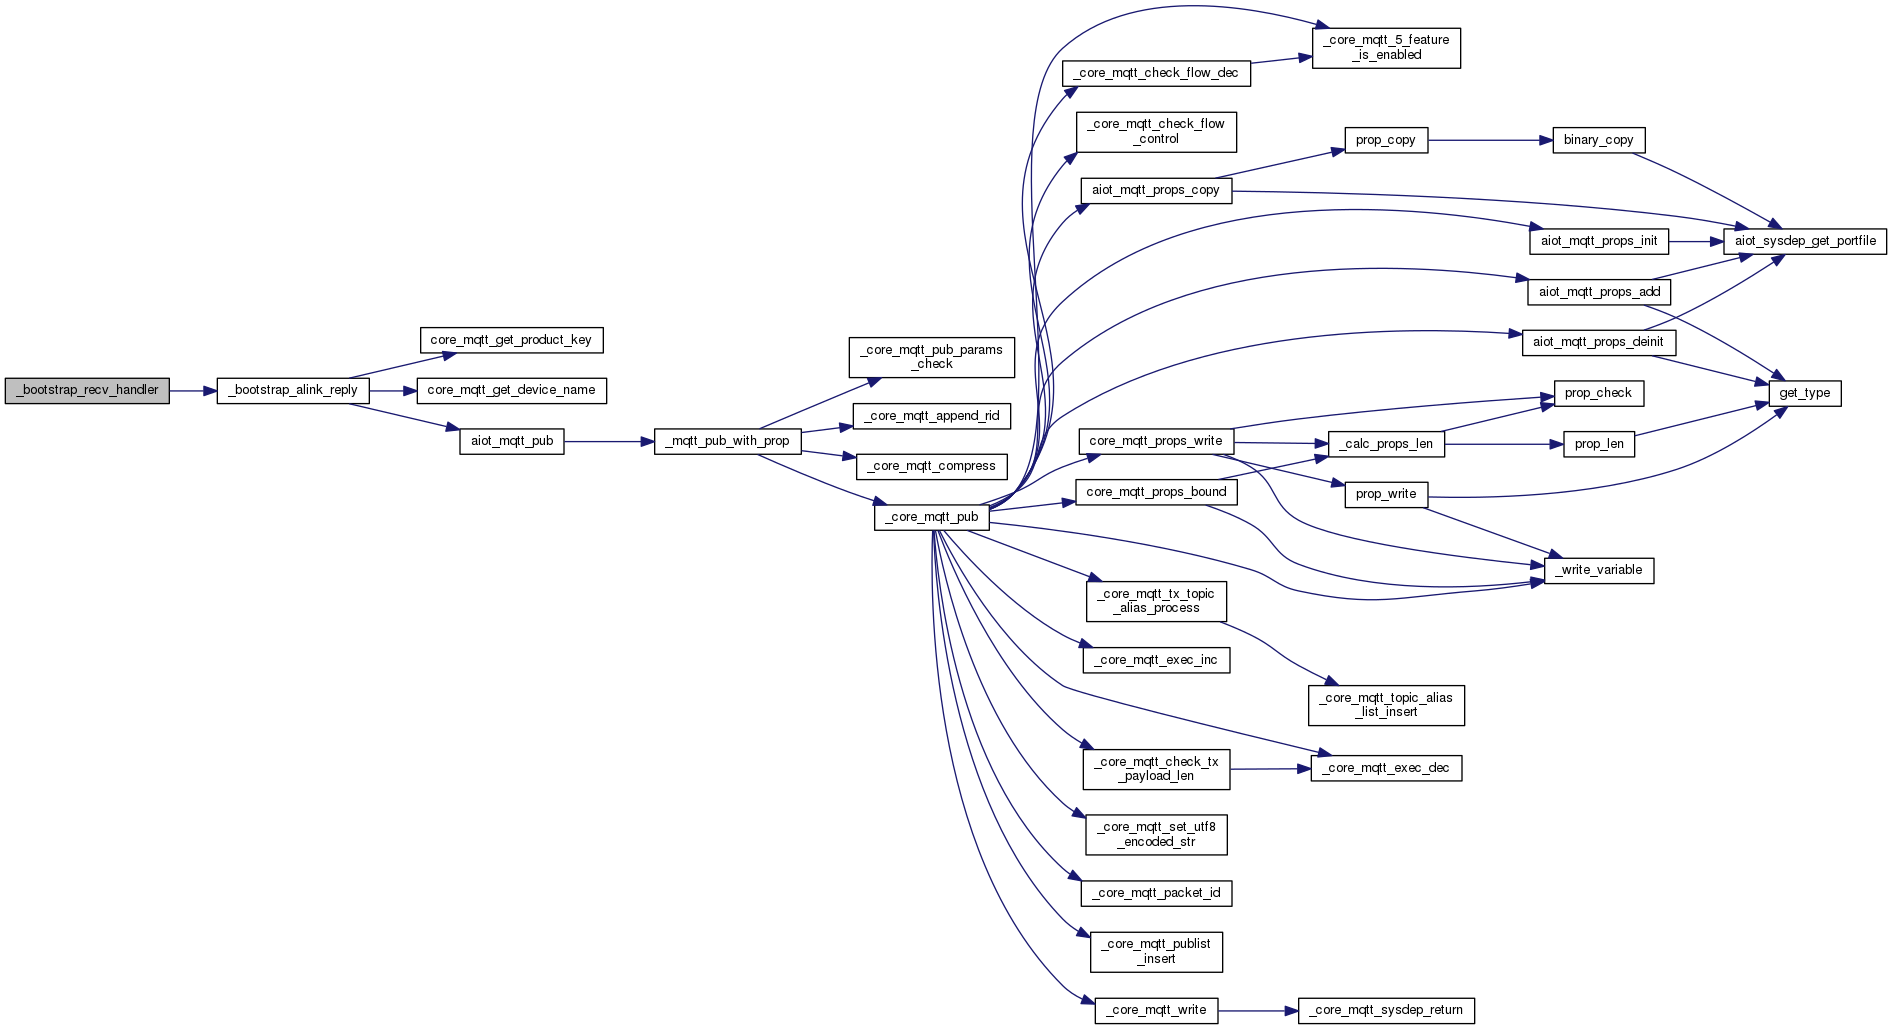 _bootstrap_recv_handler
_bootstrap_alink_reply
core_mqtt_get_product_key
core_mqtt_get_device_name
aiot_mqtt_pub
_mqtt_pub_with_prop
_core_mqtt_pub_params
_check
_core_mqtt_append_rid
_core_mqtt_compress
_core_mqtt_pub
_core_mqtt_5_feature
_is_enabled
_core_mqtt_check_flow_dec
_core_mqtt_check_flow
_control
aiot_mqtt_props_copy
prop_copy
binary_copy
aiot_sysdep_get_portfile
aiot_mqtt_props_init
aiot_mqtt_props_add
aiot_mqtt_props_deinit
get_type
core_mqtt_props_write
prop_check
_calc_props_len
prop_len
core_mqtt_props_bound
prop_write
_write_variable
_core_mqtt_tx_topic
_alias_process
_core_mqtt_exec_inc
_core_mqtt_topic_alias
_list_insert
_core_mqtt_check_tx
_payload_len
_core_mqtt_exec_dec
_core_mqtt_set_utf8
_encoded_str
_core_mqtt_packet_id
_core_mqtt_publist
_insert
_core_mqtt_write
_core_mqtt_sysdep_return